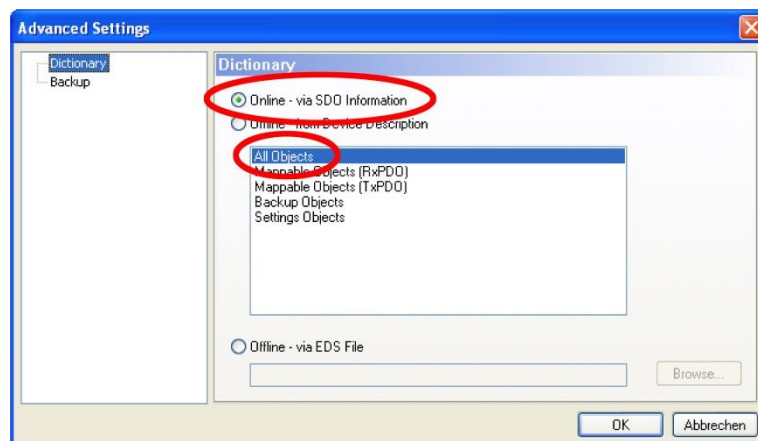 Advanced Settings
Dictionary
Backup
Dictionary
Online - via SDO Information
Offline - from Device Description
All Objects
Mappable Objects (RxPDO)
Mappable Objects (TxPDO)
Backup Objects
Settings Objects
Offline - via EDS File
Browse...
OK
Abbrechen